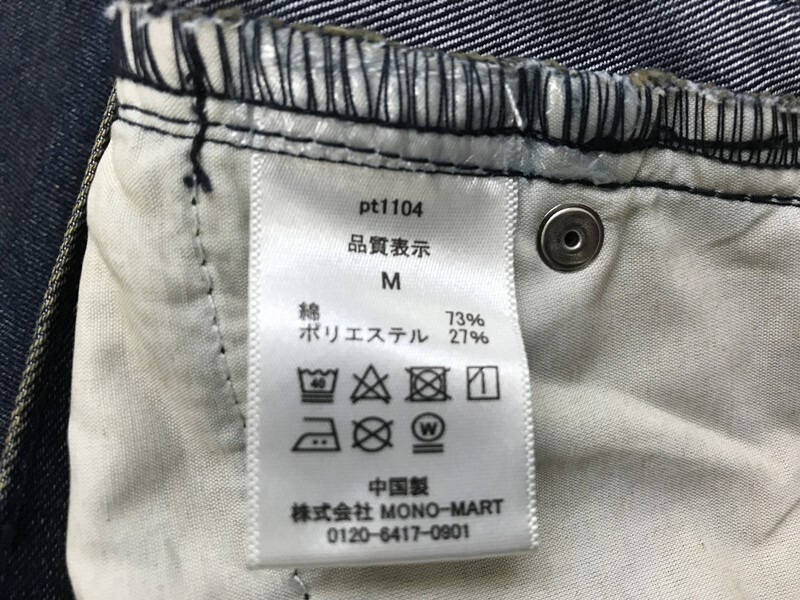 pt1104
品質表示
M
綿 73%
ポリエステル 27%
40
W
中国製
株式会社 MONO-MART
0120-6417-0901